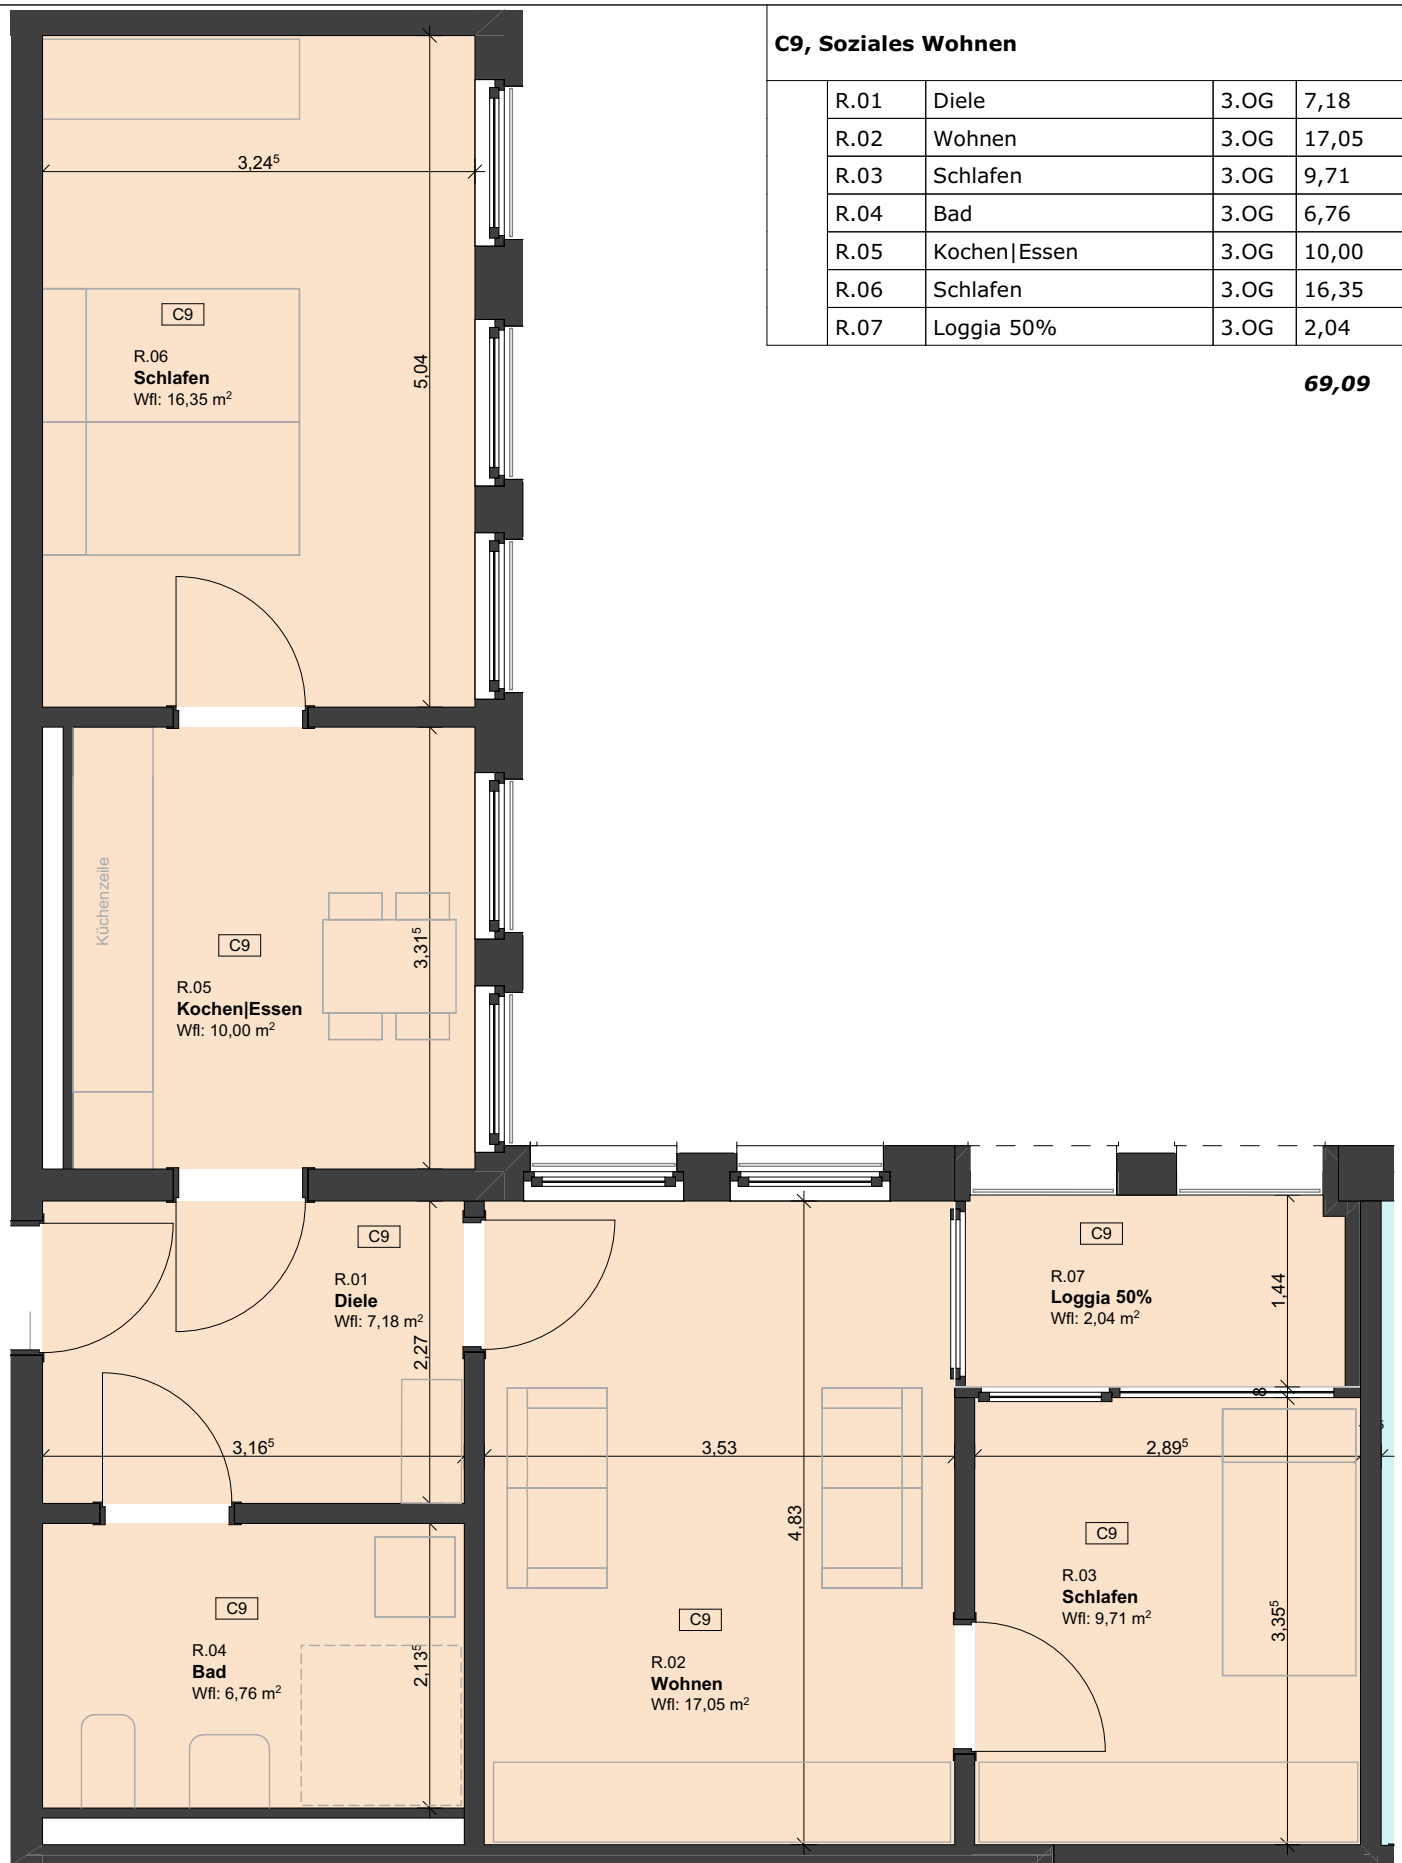 C9, Soziales Wohnen
R.01 Diele 3.OG 7,18
R.02 Wohnen 3.OG 17,05
R.03 Schlafen 3.OG 9,71
R.04 Bad 3.OG 6,76
R.05 Kochen|Essen 3.OG 10,00
R.06 Schlafen 3.OG 16,35
R.07 Loggia 50% 3.OG 2,04
69,09
3,24⁵
C9
R.06
Schlafen
Wfl: 16,35 m²
5,04
Küchenzeile
C9
R.05
Kochen|Essen
Wfl: 10,00 m²
3,31⁵
C9
R.01
Diele
Wfl: 7,18 m²
2,27
3,16⁵
C9
R.07
Loggia 50%
Wfl: 2,04 m²
1,44
8
3,53
2,89⁵
4,83
C9
R.03
Schlafen
Wfl: 9,71 m²
3,35⁵
C9
R.04
Bad
Wfl: 6,76 m²
2,13⁵
C9
R.02
Wohnen
Wfl: 17,05 m²